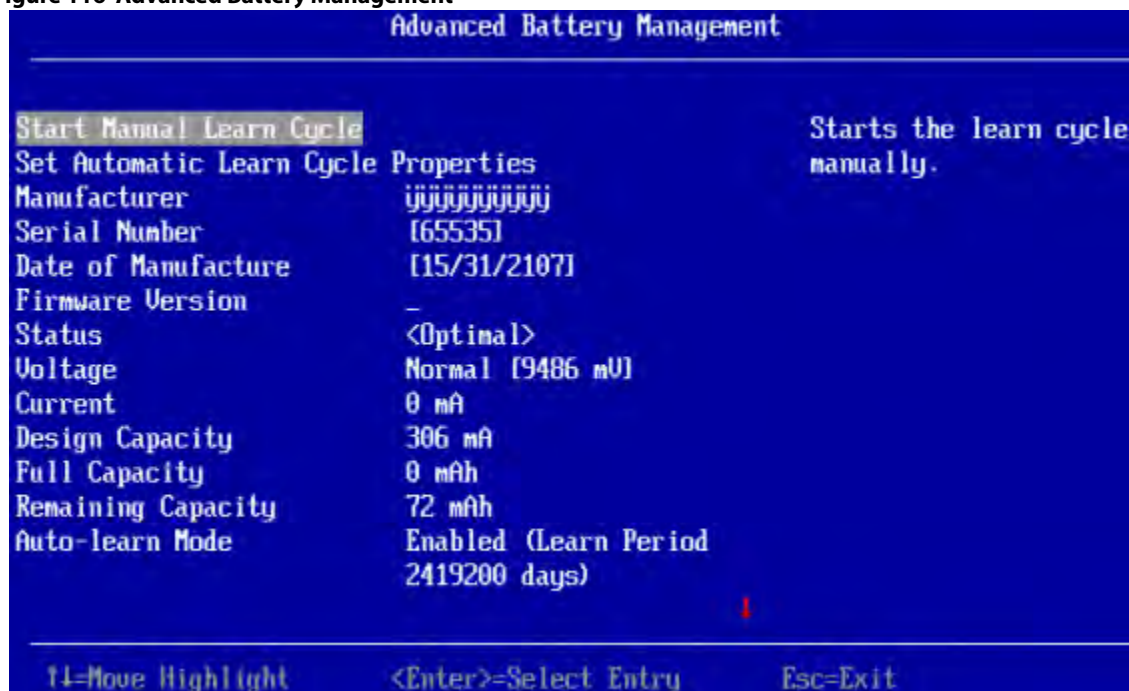 Figure 118 Advanced Battery Management
Advanced Battery Management
Start Manual Learn Cycle
Starts the learn cycle
Set Automatic Learn Cycle Properties
manually.
Manufacturer ÿÿÿÿÿÿÿÿÿÿÿ
Serial Number [65535]
Date of Manufacture [15/31/2107]
Firmware Version _
Status <Optimal>
Voltage Normal [9486 mV]
Current 0 mA
Design Capacity 306 mA
Full Capacity 0 mAh
Remaining Capacity 72 mAh
Auto-learn Mode Enabled (Learn Period
2419200 days)
↓
↑↓=Move Highlight <Enter>=Select Entry Esc=Exit